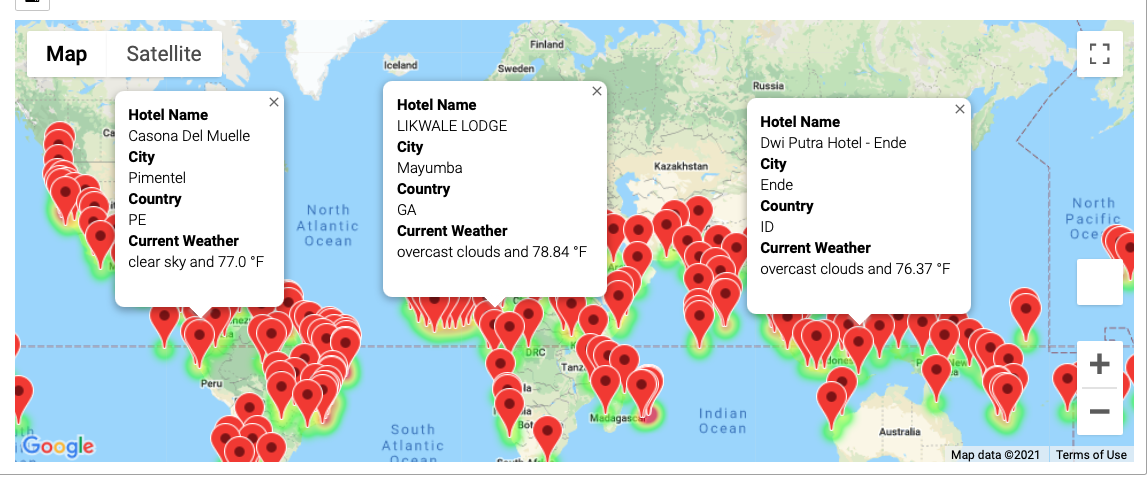 Map
Satellite
Iceland
Finland
Sweden
Russia
Kazakhstan
North
Atlantic
Ocean
North
Pacific
Hotel Name
Casona Del Muelle
City
Pimentel
Country
PE
Current Weather
clear sky and 77.0 °F
Hotel Name
LIKWALE LODGE
City
Mayumba
Country
GA
Current Weather
overcast clouds and 78.84 °F
Hotel Name
Dwi Putra Hotel - Ende
City
Ende
Country
ID
Current Weather
overcast clouds and 76.37 °F
DRC
Peru
Madagascar
Indian
Ocean
South
Atlantic
Ocean
Australia
Google
Map data ©2021
Terms of Use